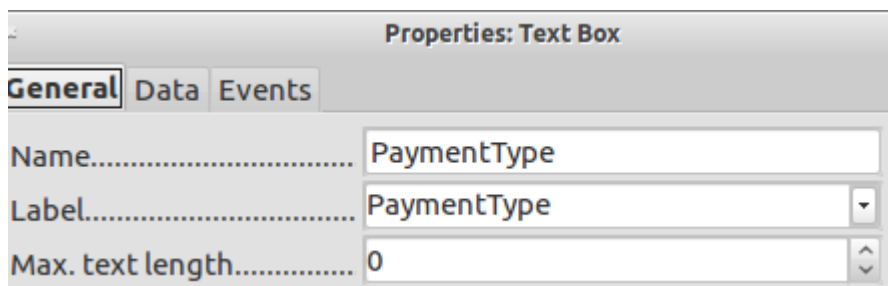 Properties: Text Box
General Data Events
Name................................ PaymentType
Label................................. PaymentType
Max. text length............... 0